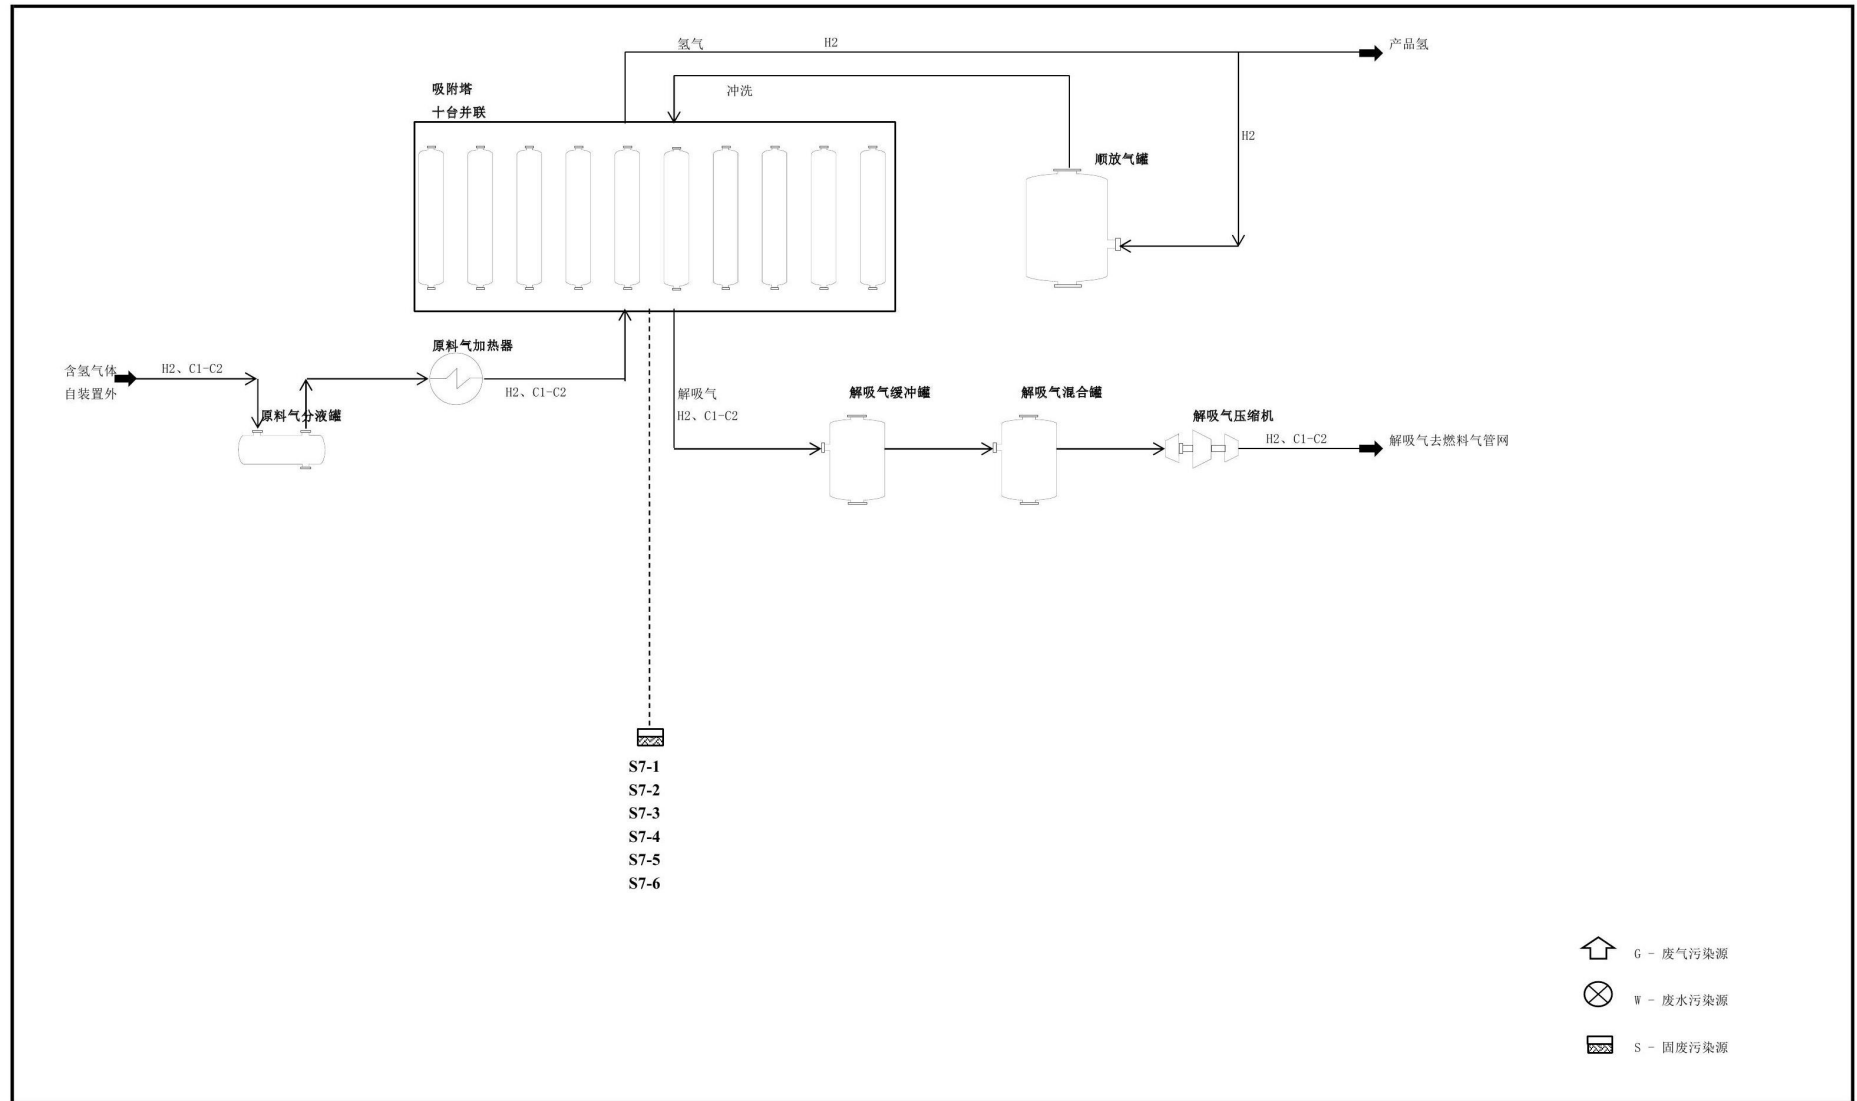 氢气
H2
产品氢
吸附塔
十台并联
冲洗
H2
顺放气罐
原料气加热器
含氢气体
自装置外
H2、C1-C2
H2、C1-C2
原料气分液罐
解吸气
H2、C1-C2
解吸气缓冲罐
解吸气混合罐
解吸气压缩机
H2、C1-C2
解吸气去燃料气管网
S7-1
S7-2
S7-3
S7-4
S7-5
S7-6
G - 废气污染源
W - 废水污染源
S - 固废污染源